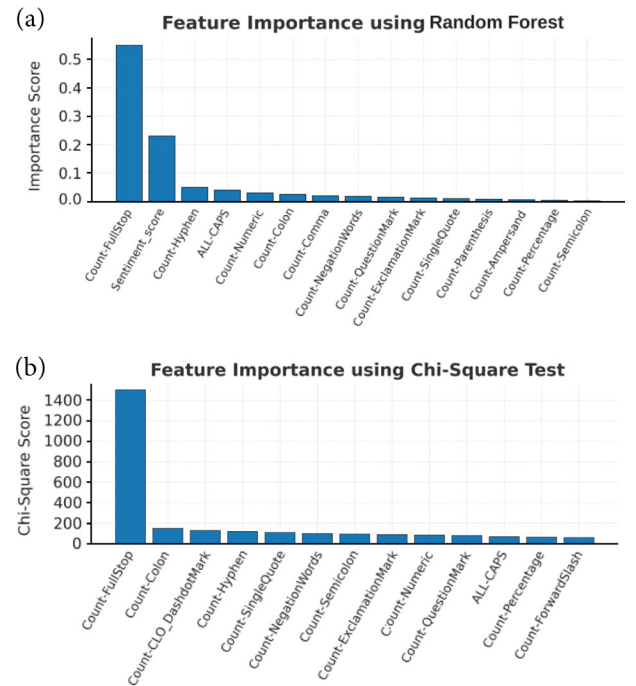 (a)
Feature Importance using Random Forest
Importance Score
0.5
0.4
0.3
0.2
0.1
0.0
Count-FullStop
Sentiment_score
Count-Hyphen
ALL-CAPS
Count-Numeric
Count-Colon
Count-Comma
Count-NegationWords
Count-QuestionMark
Count-ExclamationMark
Count-SingleQuote
Count-Parenthesis
Count-Ampersand
Count-Percentage
Count-Semicolon
(b)
Feature Importance using Chi-Square Test
Chi-Square Score
1400
1200
1000
800
600
400
200
0
Count-FullStop
Count-Colon
Count-CLO_DashdotMark
Count-Hyphen
Count-SingleQuote
Count-NegationWords
Count-Semicolon
Count-ExclamationMark
C:ount-Numeric
Count-QuestionMark
ALL-CAPS
Count-Percentage
Count-ForwardSlash